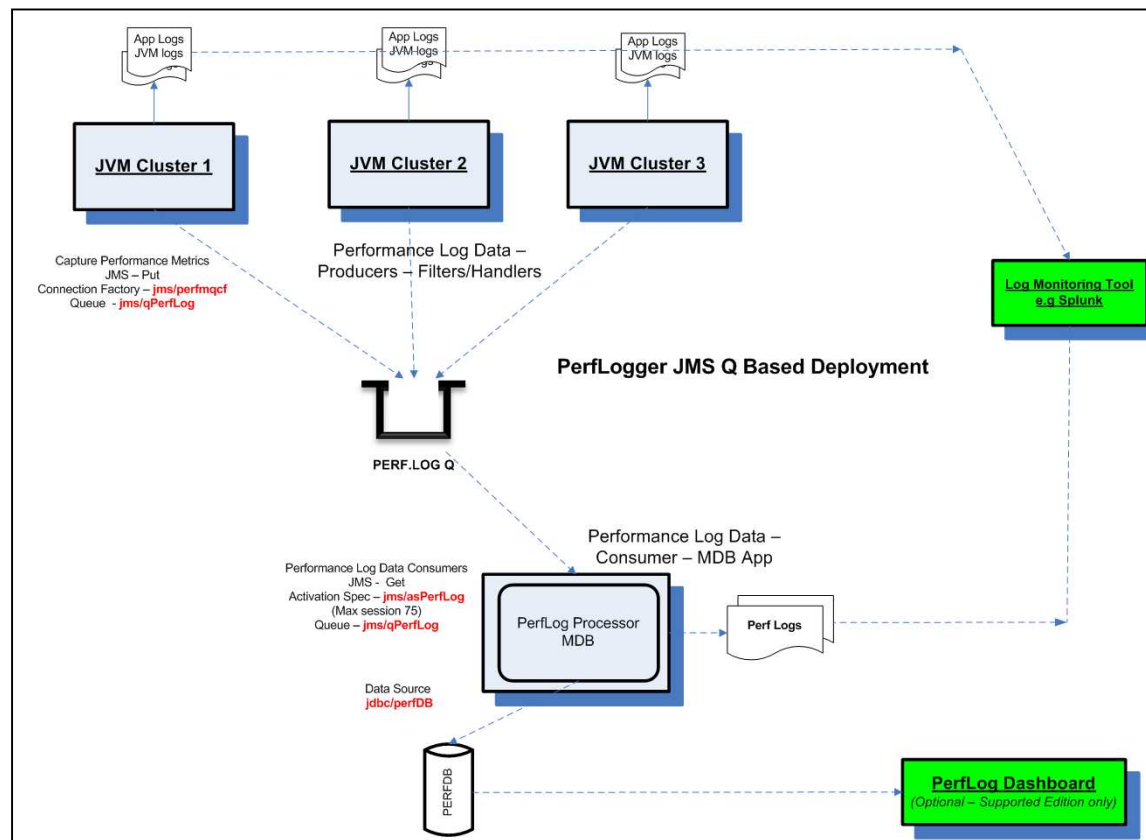 App Logs
JVM logs
gs
App Logs
JVM logs
gs
App Logs
JVM logs
JVM Cluster 1
JVM Cluster 2
JVM Cluster 3
Capture Performance Metrics
JMS – Put
Connection Factory – jms/perfmqcf
Queue - jms/qPerfLog
Performance Log Data –
Producers – Filters/Handlers
Log Monitoring Tool
e.g Splunk
PerfLogger JMS Q Based Deployment
PERF.LOG Q
Performance Log Data –
Consumer – MDB App
Performance Log Data Consumers
JMS - Get
Activation Spec – jms/asPerfLog
(Max session 75)
Queue – jms/qPerfLog
PerfLog Processor
MDB
Perf Logs
Data Source
jdbc/perfDB
PERFDB
PerfLog Dashboard
(Optional – Supported Edition only)